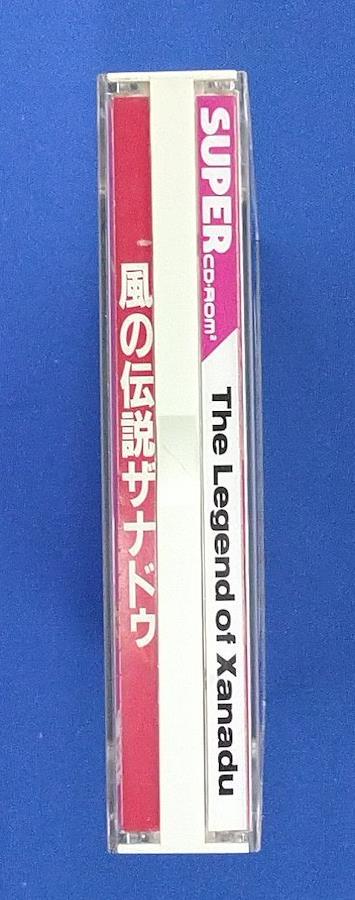 風の伝説ザナドゥ
SUPER CD-ROM²
The Legend of Xanadu